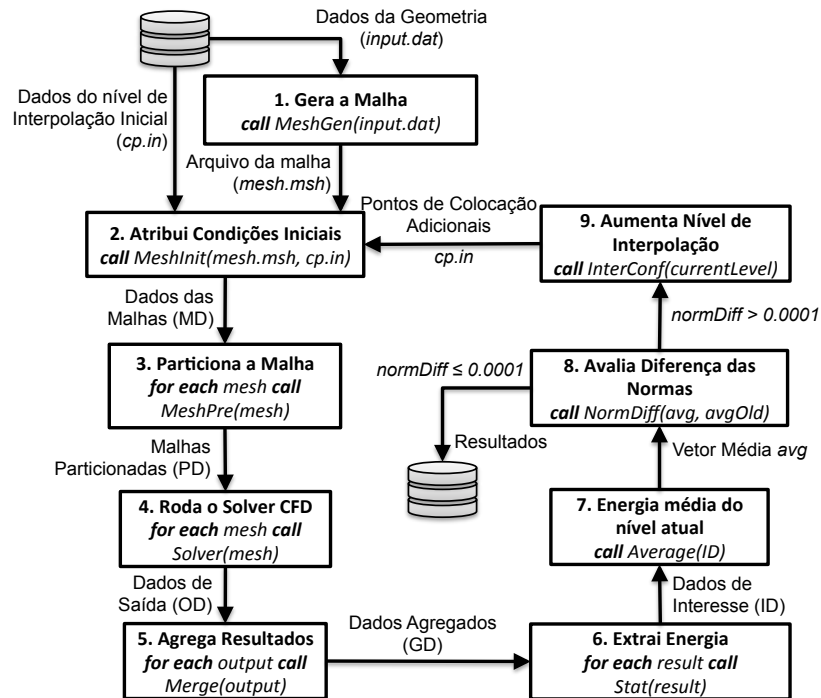 Dados da Geometria
(input.dat)
Dados do nível de
Interpolação Inicial
(cp.in)
1. Gera a Malha
call MeshGen(input.dat)
Arquivo da malha
(mesh.msh)
2. Atribui Condições Iniciais
call MeshInit(mesh.msh, cp.in)
Pontos de Colocação
Adicionais
cp.in
9. Aumenta Nível de
Interpolação
call InterConf(currentLevel)
Dados das
Malhas (MD)
normDiff > 0.0001
3. Particiona a Malha
for each mesh call
MeshPre(mesh)
normDiff ≤ 0.0001
8. Avalia Diferença das
Normas
call NormDiff(avg, avgOld)
Malhas
Particionadas (PD)
Resultados
Vetor Média avg
4. Roda o Solver CFD
for each mesh call
Solver(mesh)
7. Energia média do
nível atual
call Average(ID)
Dados de
Saída (OD)
Dados de
Interesse (ID)
5. Agrega Resultados
for each output call
Merge(output)
Dados Agregados
(GD)
6. Extrai Energia
for each result call
Stat(result)